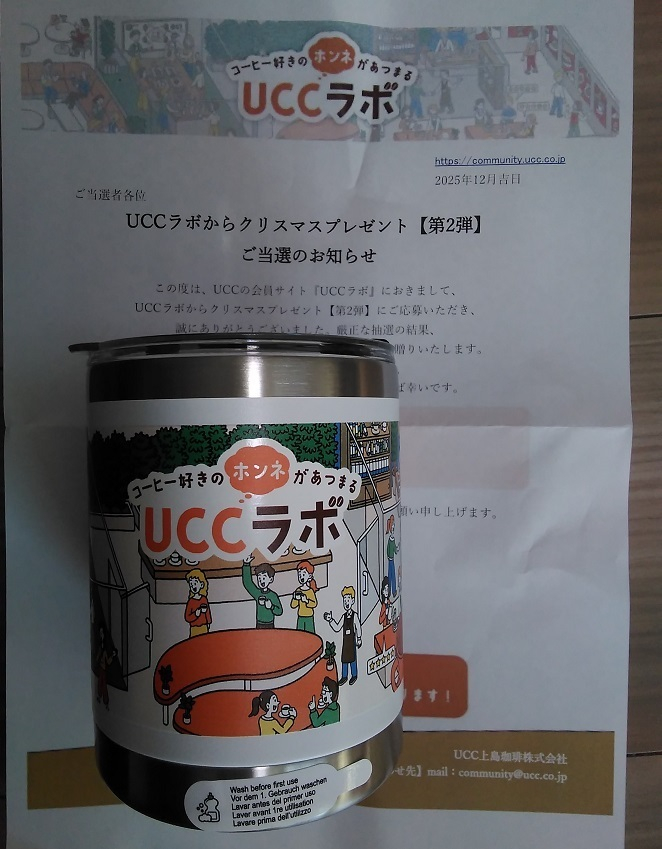 コーヒー好きの ホンネ があつまる
UCCラボ
https://community.ucc.co.jp
2025年12月吉日
ご当選者各位
UCCラボからクリスマスプレゼント【第2弾】
ご当選のお知らせ
この度は、UCCの会員サイト『UCCラボ』におきまして、
UCCラボからクリスマスプレゼント【第2弾】にご応募いただき、
誠にありがとうございました。厳正な抽選の結果、
贈りいたします。
ば幸いです。
願い申し上げます。
ます！
UCC上島珈琲株式会社
せ先】mail：community@ucc.co.jp
コーヒー好きの ホンネ があつまる
UCCラボ
Wash before first use
Vor dem 1. Gebrauch waschen
Lavar antes del primer uso
Laver avant 1re utilisation
Lavare prima dell'utilizzo